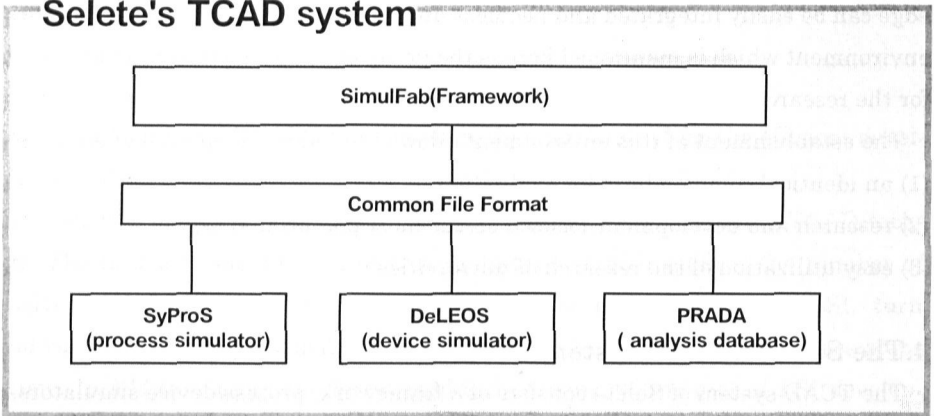 Selete's TCAD system
SimulFab(Framework)
Common File Format
SyProS
(process simulator)
DeLEOS
(device simulator)
PRADA
( analysis database)